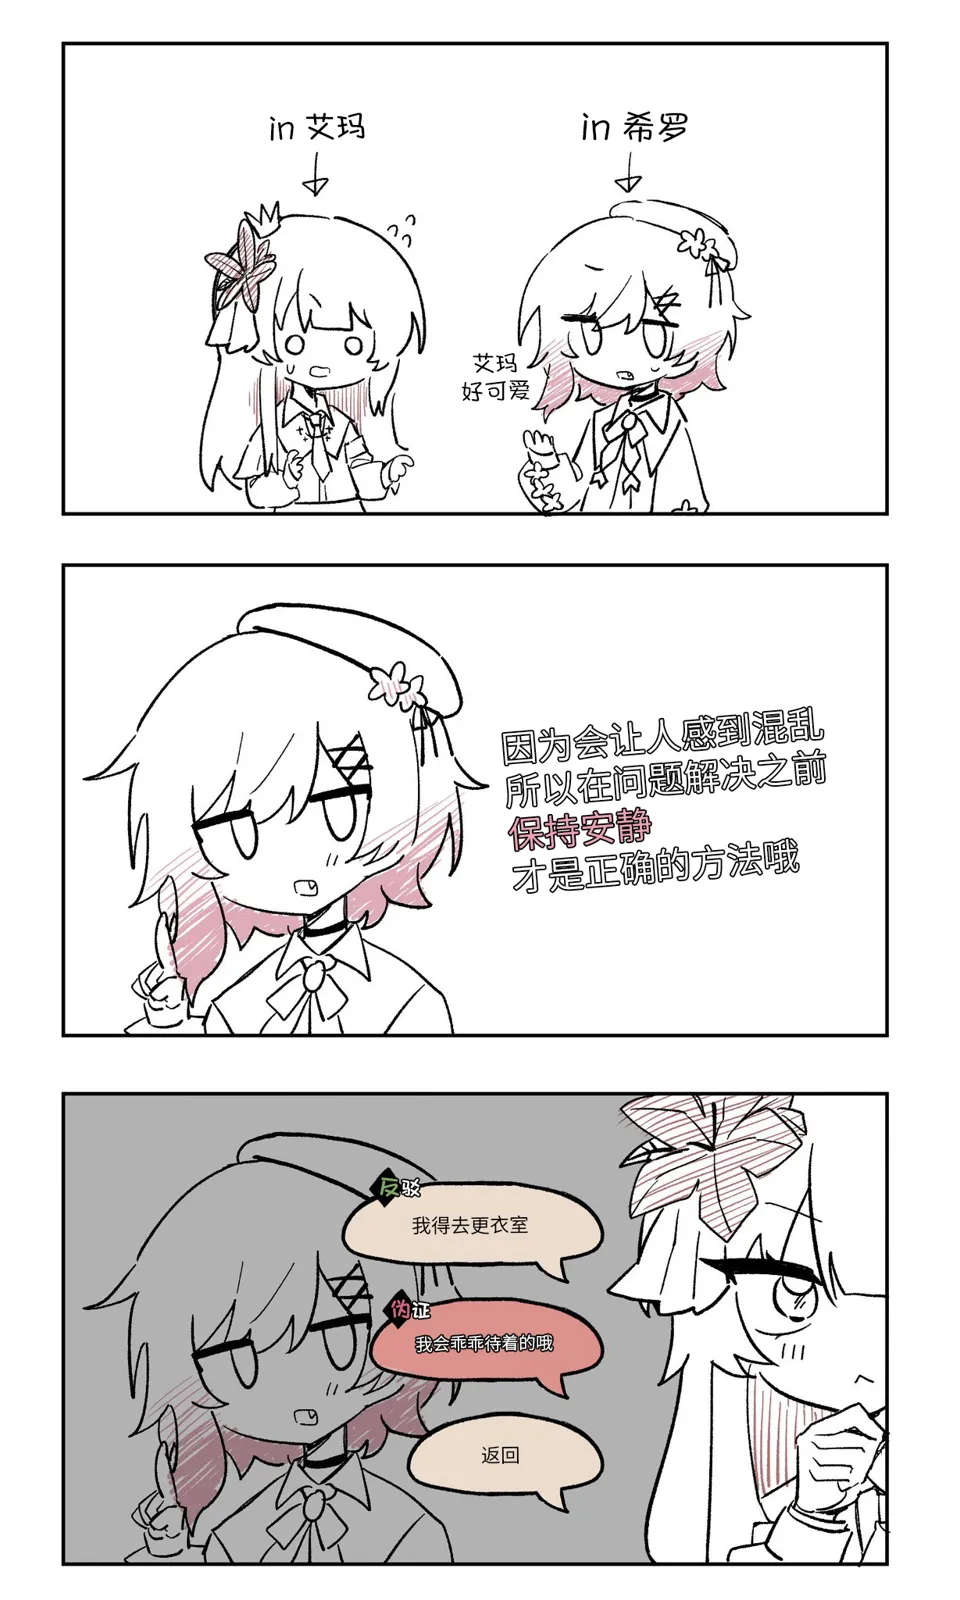 in 艾玛
in 希罗
艾玛
好可爱
因为会让人感到混乱
所以在问题解决之前
保持安静
才是正确的方法哦
反驳
我得去更衣室
伪证
我会乖乖待着的哦
返回